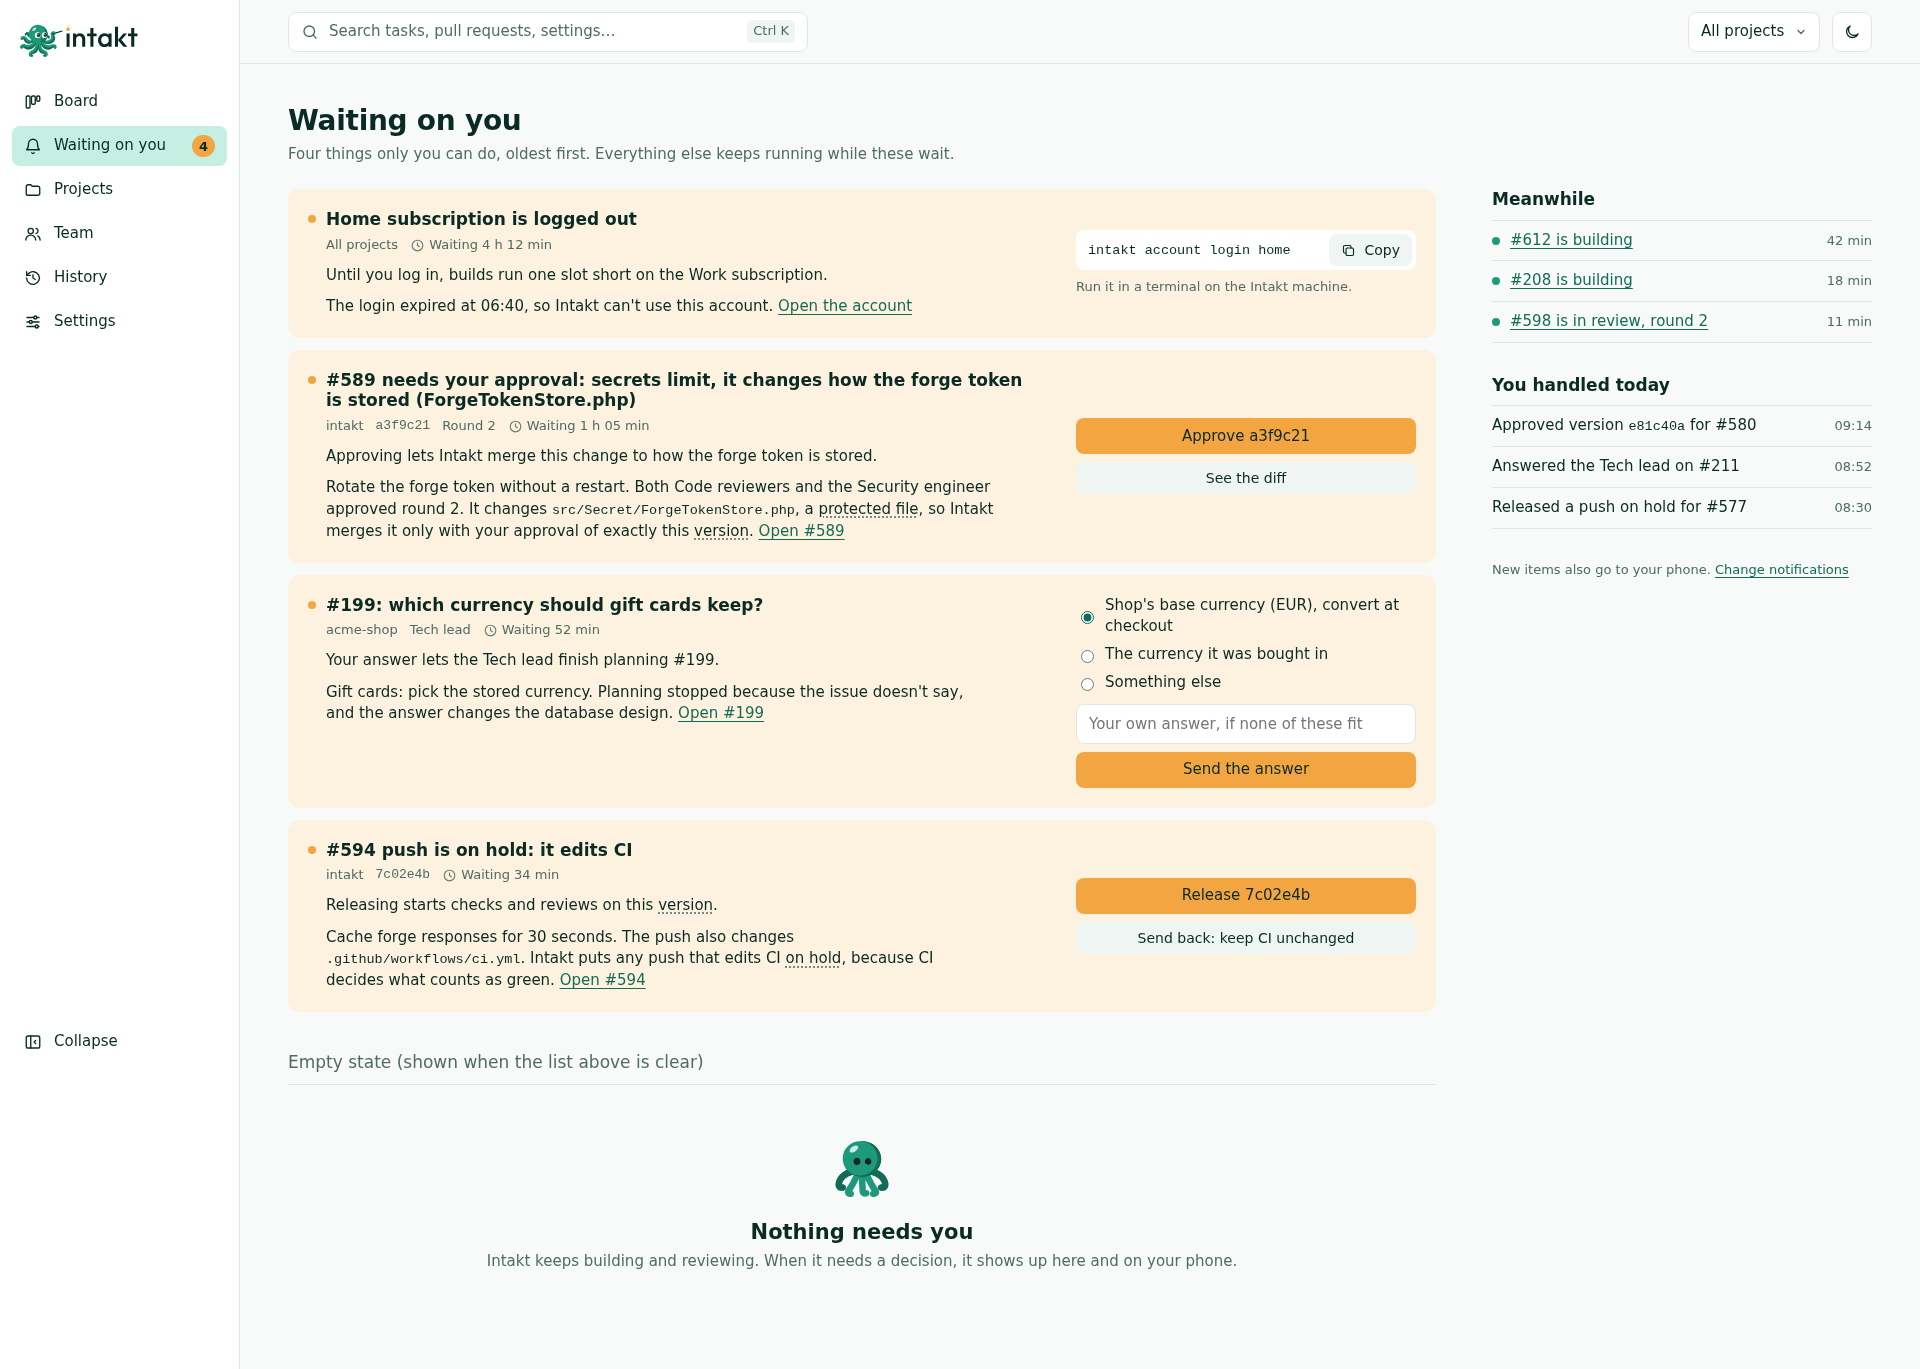 intakt
Search tasks, pull requests, settings...
Ctrl K
All projects
Board
Waiting on you
4
Projects
Team
History
Settings
Collapse
Waiting on you
Four things only you can do, oldest first. Everything else keeps running while these wait.
Home subscription is logged out
All projects Waiting 4 h 12 min
Until you log in, builds run one slot short on the Work subscription.
The login expired at 06:40, so Intakt can't use this account. Open the account
intakt account login home
Copy
Run it in a terminal on the Intakt machine.
#589 needs your approval: secrets limit, it changes how the forge token
is stored (ForgeTokenStore.php)
intakt a3f9c21 Round 2 Waiting 1 h 05 min
Approving lets Intakt merge this change to how the forge token is stored.
Rotate the forge token without a restart. Both Code reviewers and the Security engineer
approved round 2. It changes src/Secret/ForgeTokenStore.php, a protected file, so Intakt
merges it only with your approval of exactly this version. Open #589
Approve a3f9c21
See the diff
#199: which currency should gift cards keep?
acme-shop Tech lead Waiting 52 min
Your answer lets the Tech lead finish planning #199.
Gift cards: pick the stored currency. Planning stopped because the issue doesn't say,
and the answer changes the database design. Open #199
Shop's base currency (EUR), convert at
checkout
The currency it was bought in
Something else
Your own answer, if none of these fit
Send the answer
#594 push is on hold: it edits CI
intakt 7c02e4b Waiting 34 min
Releasing starts checks and reviews on this version.
Cache forge responses for 30 seconds. The push also changes
.github/workflows/ci.yml. Intakt puts any push that edits CI on hold, because CI
decides what counts as green. Open #594
Release 7c02e4b
Send back: keep CI unchanged
Empty state (shown when the list above is clear)
Nothing needs you
Intakt keeps building and reviewing. When it needs a decision, it shows up here and on your phone.
Meanwhile
#612 is building 42 min
#208 is building 18 min
#598 is in review, round 2 11 min
You handled today
Approved version e81c40a for #580 09:14
Answered the Tech lead on #211 08:52
Released a push on hold for #577 08:30
New items also go to your phone. Change notifications